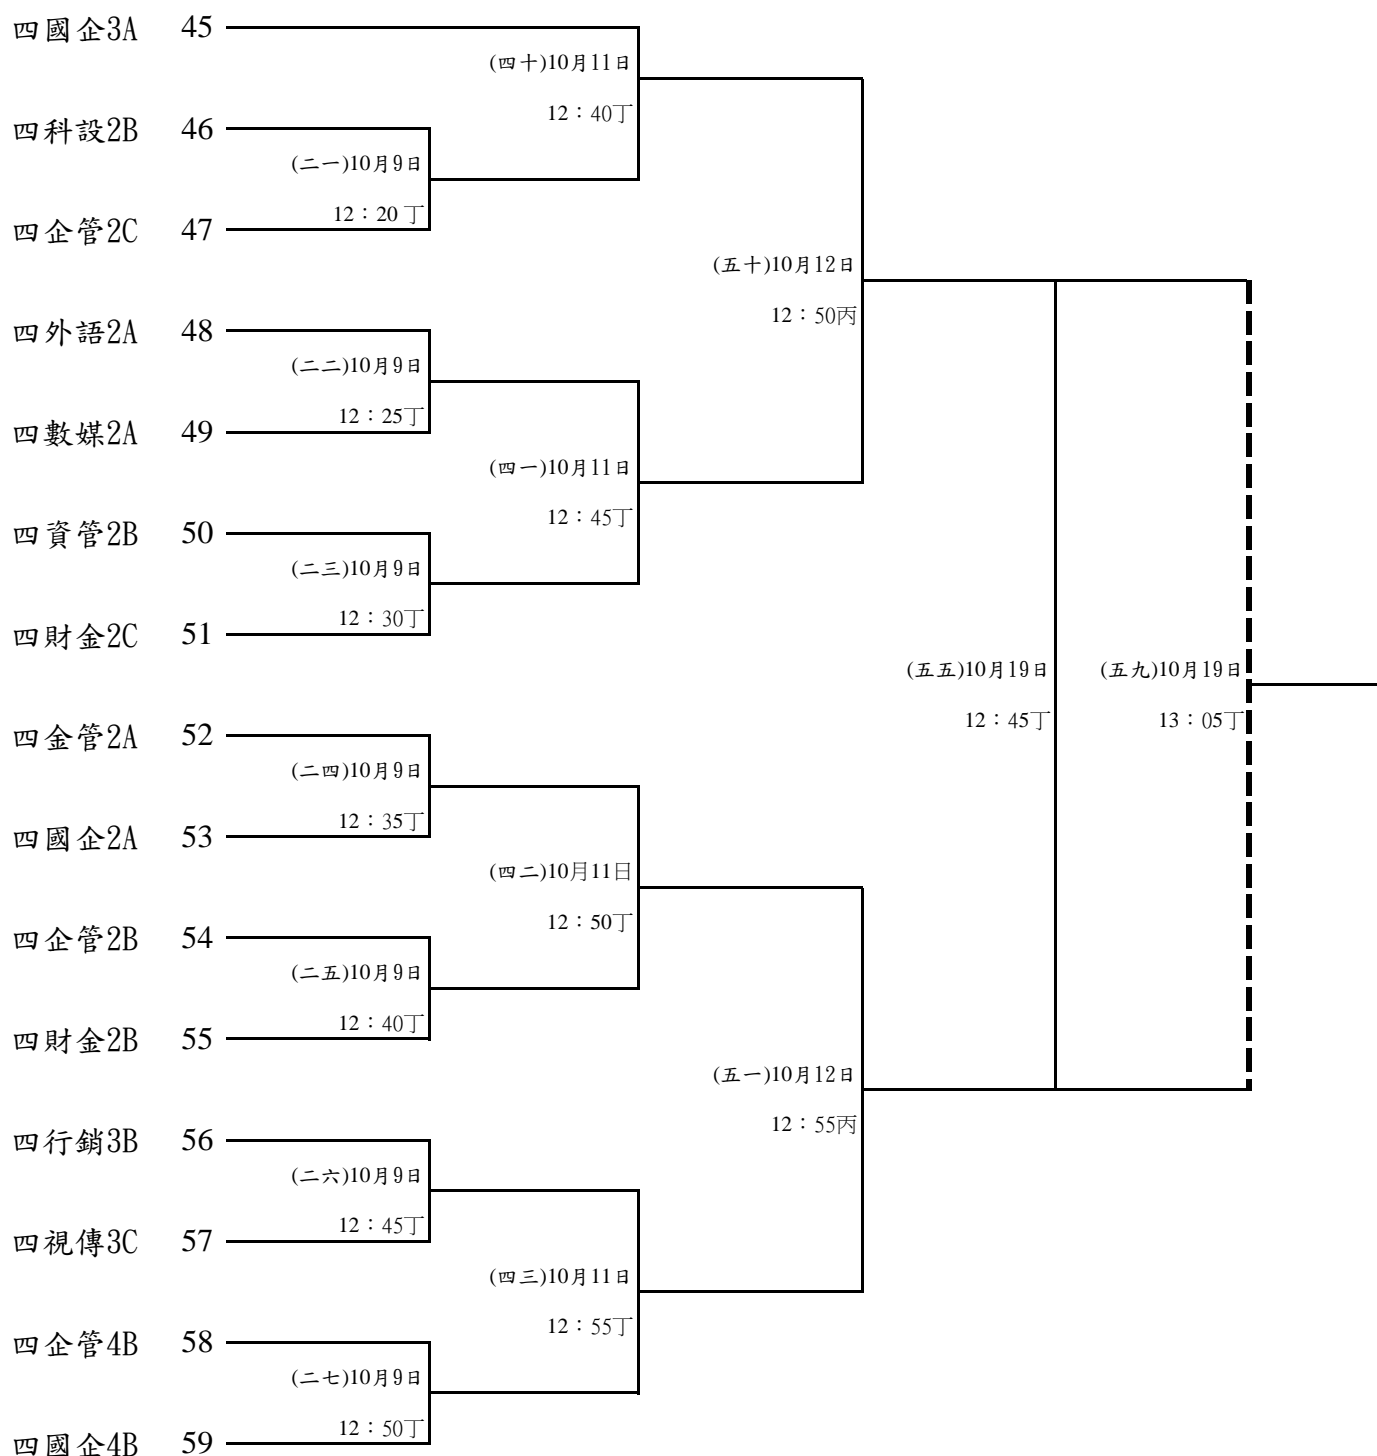 四國企3A 45
(四十)10月11日
12：40丁
四科設2B 46
(二一)10月9日
12：20 丁
四企管2C 47
(五十)10月12日
12：50丙
四外語2A 48
(二二)10月9日
12：25丁
四數媒2A 49
(四一)10月11日
12：45丁
四資管2B 50
(二三)10月9日
12：30丁
四財金2C 51
(五五)10月19日
12：45丁
(五九)10月19日
13：05丁
四金管2A 52
(二四)10月9日
12：35丁
四國企2A 53
(四二)10月11日
12：50丁
四企管2B 54
(二五)10月9日
12：40丁
四財金2B 55
(五一)10月12日
12：55丙
四行銷3B 56
(二六)10月9日
12：45丁
四視傳3C 57
(四三)10月11日
12：55丁
四企管4B 58
(二七)10月9日
12：50丁
四國企4B 59